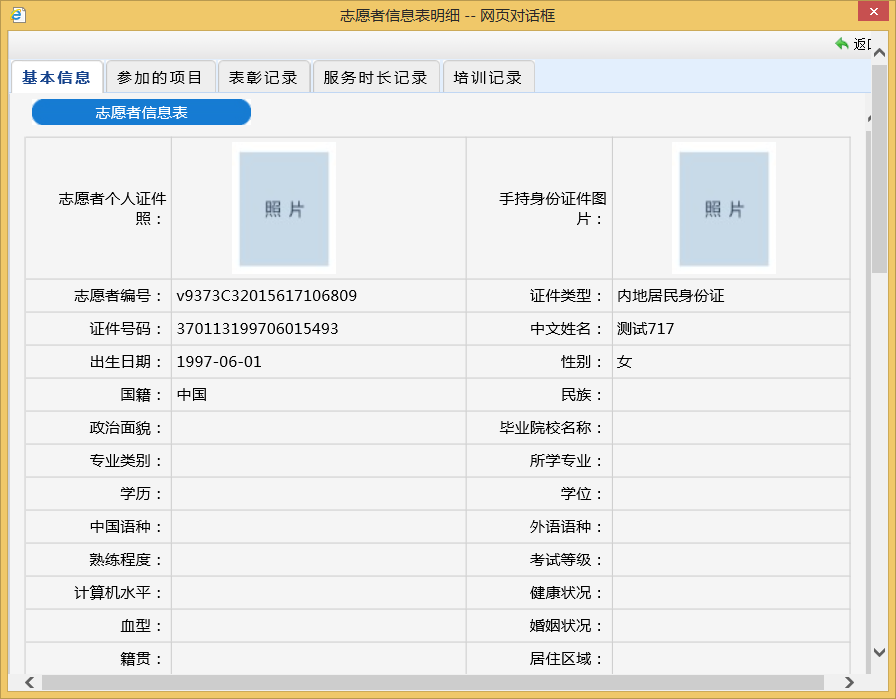 志愿者信息表明细 -- 网页对话框
返
基本信息 参加的项目 表彰记录 服务时长记录 培训记录
志愿者信息表
志愿者个人证件照： 照 片 手持身份证件图片： 照 片
志愿者编号： v9373C32015617106809 证件类型： 内地居民身份证
证件号码： 370113199706015493 中文姓名： 测试717
出生日期： 1997-06-01 性别： 女
国籍： 中国 民族：
政治面貌： 毕业院校名称：
专业类别： 所学专业：
学历： 学位：
中国语种： 外语语种：
熟练程度： 考试等级：
计算机水平： 健康状况：
血型： 婚姻状况：
籍贯： 居住区域：